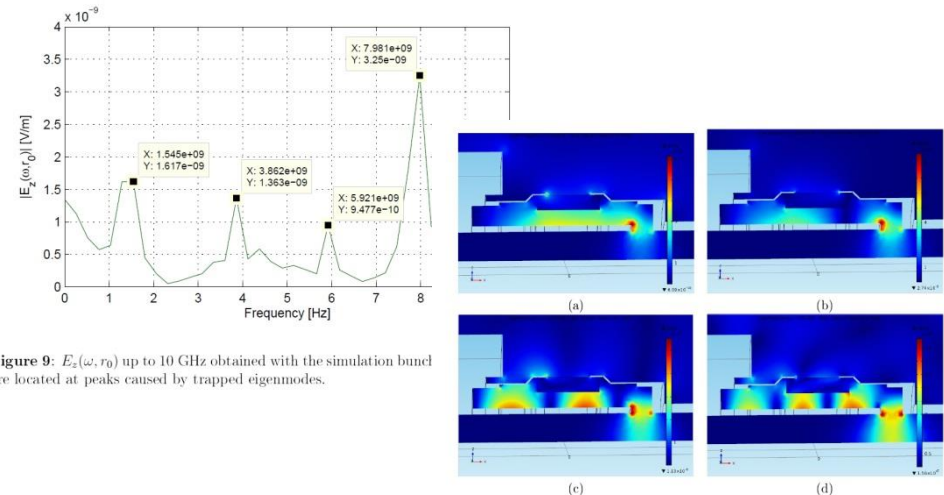 x 10⁻⁹
4
3.5
3
2.5
2
1.5
1
0.5
0
|E_z(ω,r₀)| [V/m]
X: 7.981e+09
Y: 3.25e−09
X: 1.545e+09
Y: 1.617e−09
X: 3.862e+09
Y: 1.363e−09
X: 5.921e+09
Y: 9.477e−10
0 1 2 3 4 5 6 7 8
Frequency [Hz]
igure 9: E_z(ω, r₀) up to 10 GHz obtained with the simulation bunch
re located at peaks caused by trapped eigenmodes.
(a)
(b)
(c)
(d)